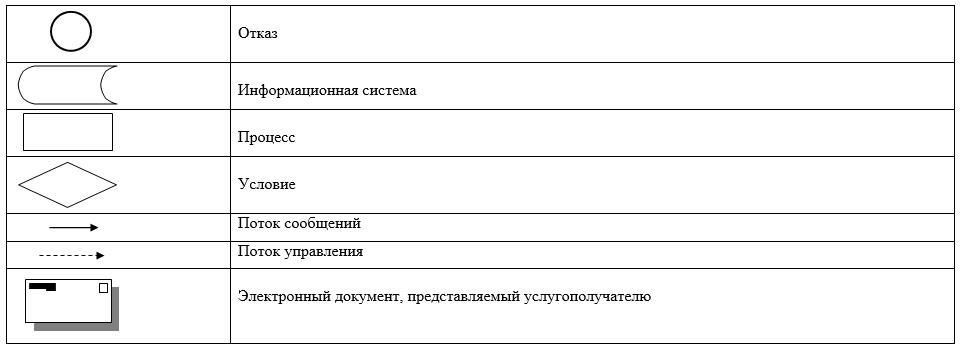 Отказ
Информационная система
Процесс
Условие
Поток сообщений
Поток управления
Электронный документ, представляемый услугополучателю